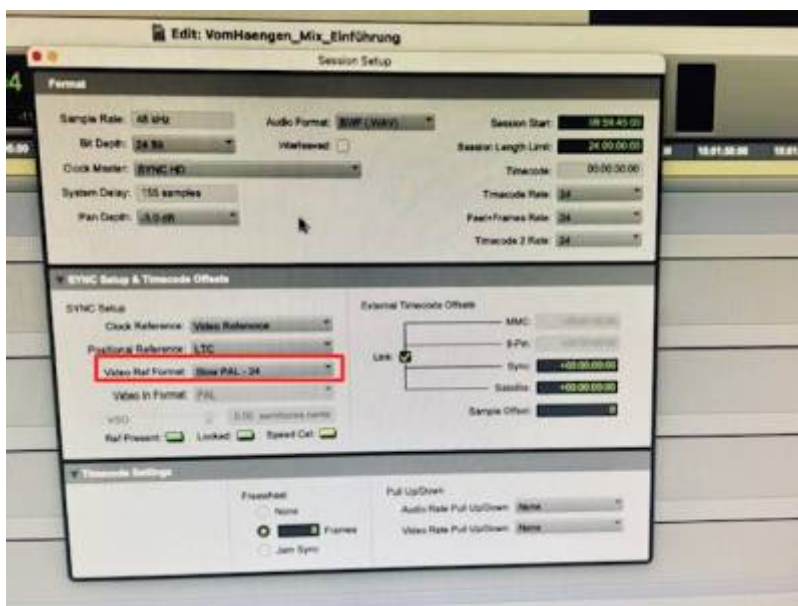 Edit: VomHaengen_Mix_Einführung
Session Setup
Format
Sample Rate: 48 kHz
Audio Format: BWF (.WAV)
Session Start:
Bit Depth: 24 Bit
Interleaved:
Session Length Limit: 24:00:00:00
Clock Master: SYNC HD
Timecode: 00:00:00:00
System Delay: 155 samples
Timecode Rate: 24
Pan Depth: -3.0 dB
Feet+Frames Rate: 24
Timecode 2 Rate: 24
SYNC Setup & Timecode Offsets
SYNC Setup
External Timecode Offsets
Clock Reference: Video Reference
MMC:
Positional Reference: LTC
9-Pin:
Link:
Video Ref Format: Slow PAL - 24
Sync: +00:00:00:00
Video In Format: PAL
Satellite: +00:00:00:00
VSO: 0.00
Sample Offset: 0
Ref Present: Locked: Speed Cal:
Timecode Settings
Freewheel
Pull Up/Down
None
Audio Rate Pull Up/Down: None
Frames
Video Rate Pull Up/Down: None
Jam Sync